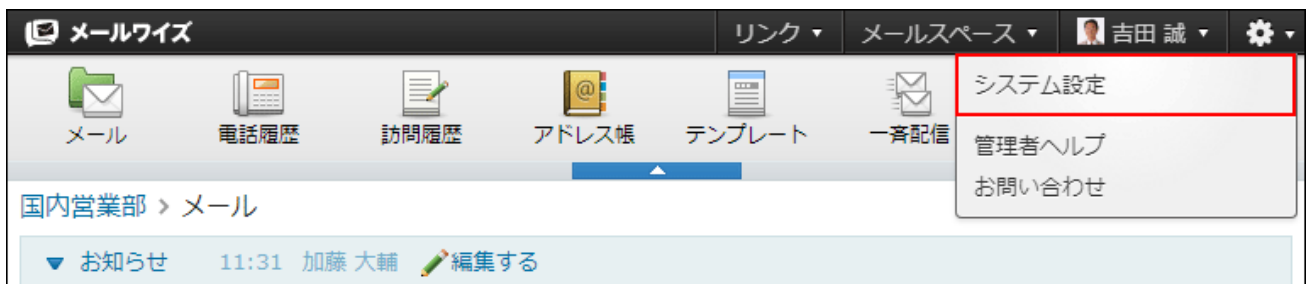 メールワイズ リンク メールスペース 吉田 誠
メール 電話履歴 訪問履歴 アドレス帳 テンプレート 一斉配信
システム設定
管理者ヘルプ
お問い合わせ
国内営業部 > メール
お知らせ 11:31 加藤 大輔 編集する